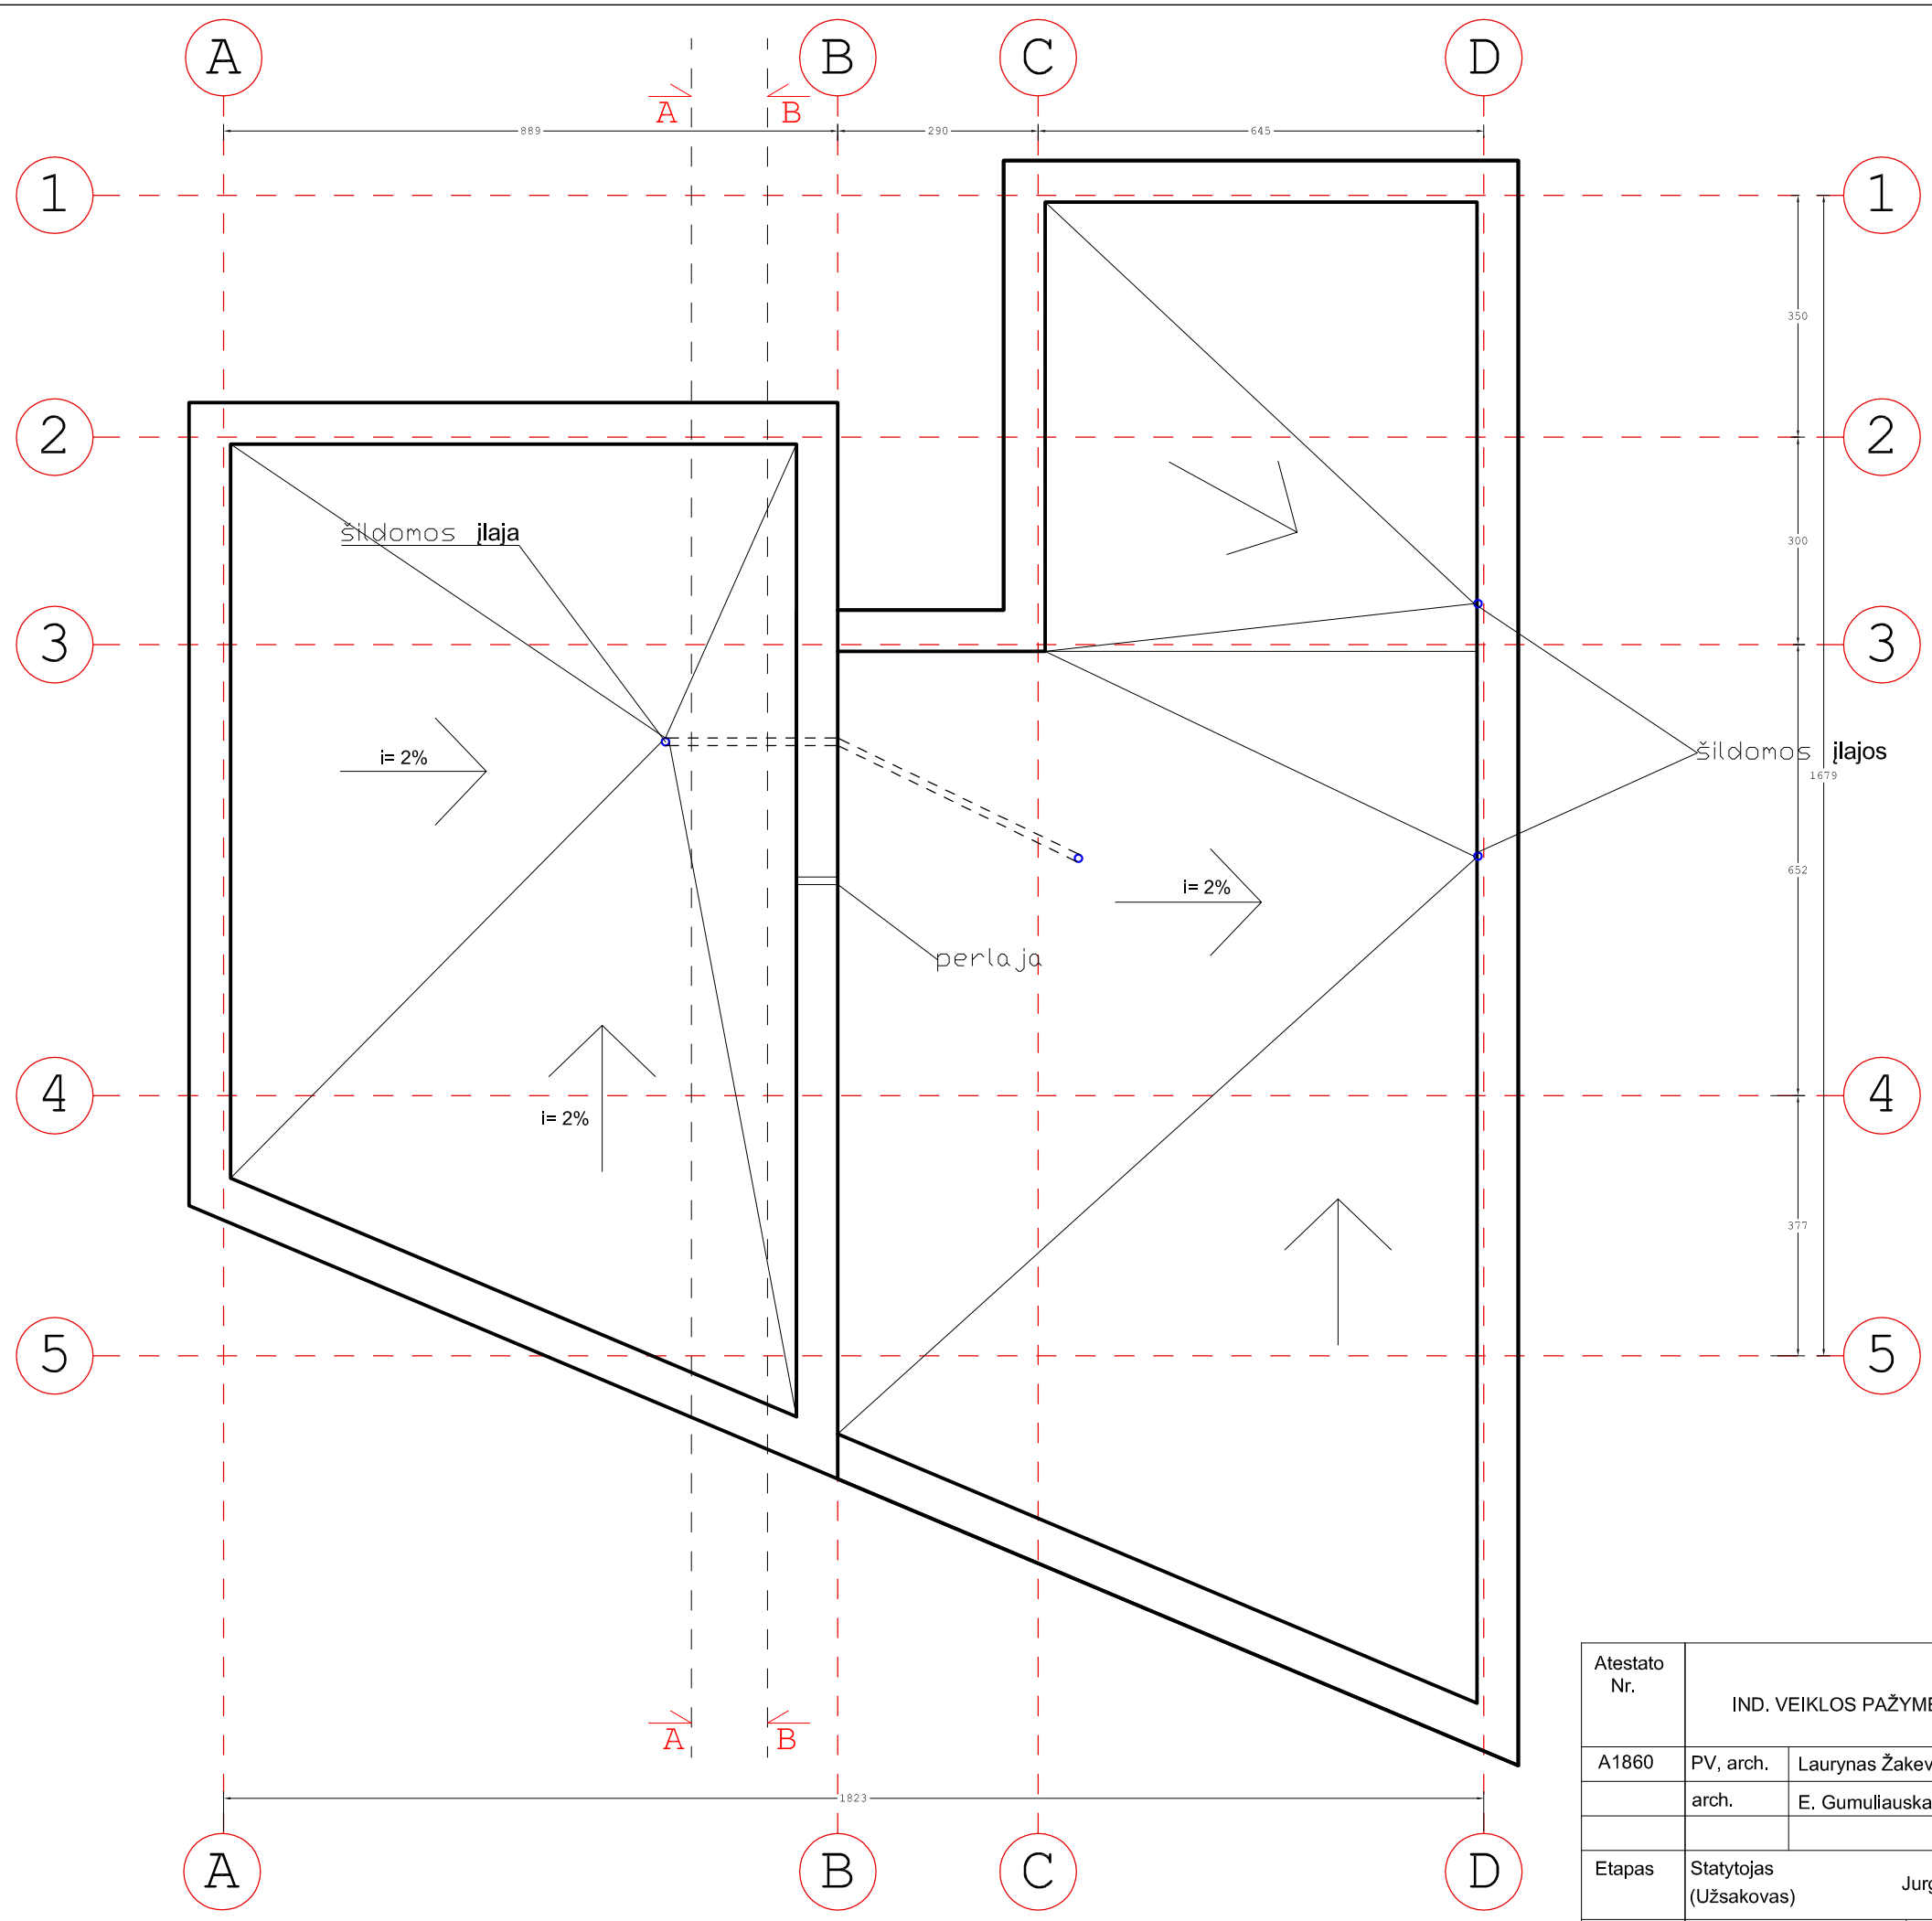 A B C D
A B
889 290 645
1 1
350
2 2
šildomos įlaja
300
3 3
šildomos įlajos
i= 2%
1679
652
i= 2%
perlaja
4 4
i= 2%
377
5 5
Atestato
Nr.
IND. VEIKLOS PAŽYME
A B
A1860 PV, arch. Laurynas Žakev
1823
arch. E. Gumuliauska
A B C D
Etapas Statytojas
(Užsakovas)
Jurg